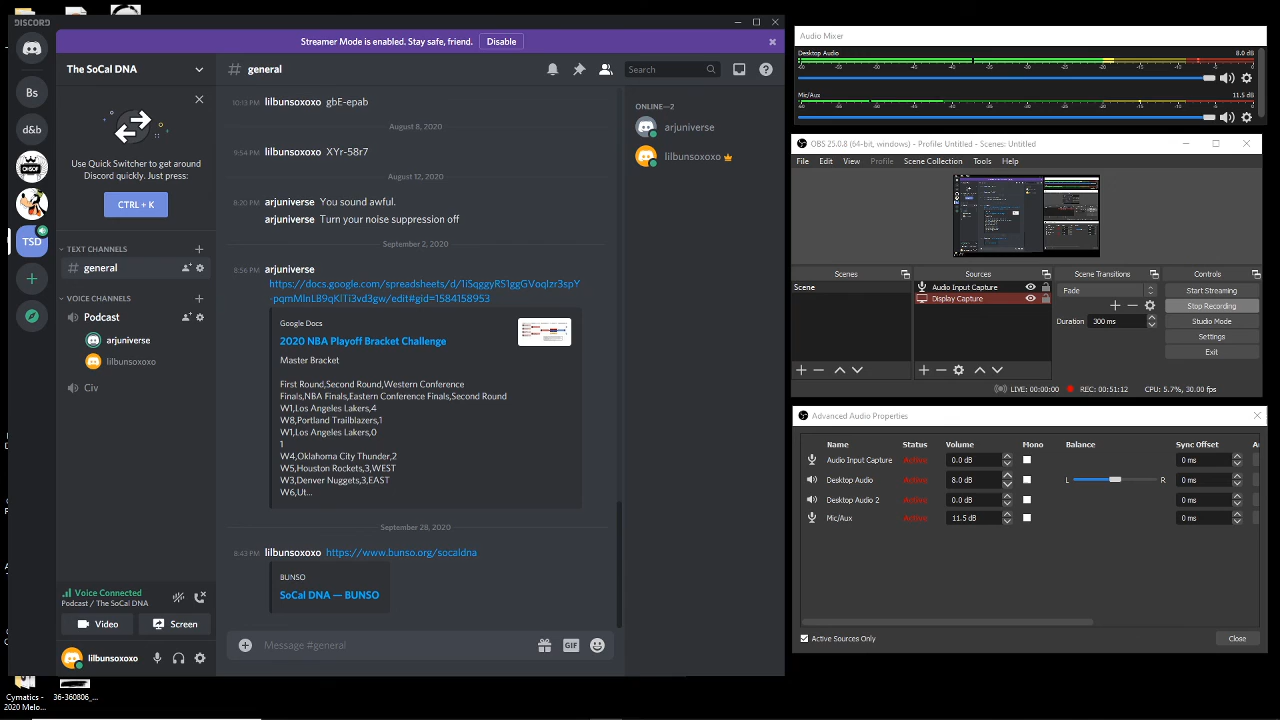 DISCORD
Streamer Mode is enabled. Stay safe, friend. Disable
The SoCal DNA
# general
Search
Bs
d&b
OHSOF
TSD
Use Quick Switcher to get around
Discord quickly. Just press:
CTRL + K
TEXT CHANNELS
# general
VOICE CHANNELS
Podcast
arjuniverse
lilbunsoxoxo
Civ
Voice Connected
Podcast / The SoCal DNA
Video
Screen
lilbunsoxoxo
10:13 PM lilbunsoxoxo gbE-epab
August 8, 2020
9:54 PM lilbunsoxoxo XYr-58r7
August 12, 2020
8:20 PM arjuniverse You sound awful.
arjuniverse Turn your noise suppression off
September 2, 2020
8:56 PM arjuniverse
Google Docs
2020 NBA Playoff Bracket Challenge
Master Bracket
First Round,Second Round,Western Conference
Finals,NBA Finals,Eastern Conference Finals,Second Round
W1,Los Angeles Lakers,4
W8,Portland Trailblazers,1
W1,Los Angeles Lakers,0
1
W4,Oklahoma City Thunder,2
W5,Houston Rockets,3,WEST
W3,Denver Nuggets,3,EAST
W6,Ut...
September 28, 2020
8:43 PM lilbunsoxoxo https://www.bunso.org/socaldna
BUNSO
SoCal DNA — BUNSO
Message #general
GIF
ONLINE—2
arjuniverse
lilbunsoxoxo
Audio Mixer
Desktop Audio 8.0 dB
Mic/Aux 11.5 dB
OBS 25.0.8 (64-bit, windows) - Profile: Untitled - Scenes: Untitled
File Edit View Profile Scene Collection Tools Help
Scenes
Scene
Sources
Audio Input Capture
Display Capture
Scene Transitions
Fade
Duration 300 ms
Controls
Start Streaming
Stop Recording
Studio Mode
Settings
Exit
LIVE: 00:00:00 REC: 00:51:12 CPU: 5.7%, 30.00 fps
Advanced Audio Properties
Name Status Volume Mono Balance Sync Offset
Audio Input Capture Active 0.0 dB 0 ms
Desktop Audio Active 8.0 dB L R 0 ms
Desktop Audio 2 Active 0.0 dB 0 ms
Mic/Aux Active 11.5 dB 0 ms
Active Sources Only
Close
Cymatics -
2020 Melo...
36-360806_...